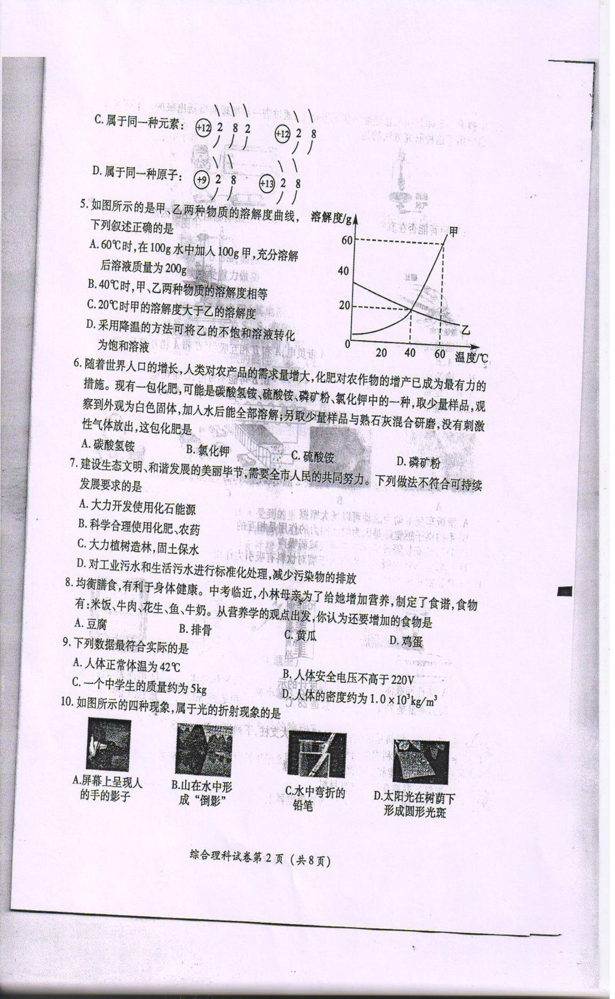 C.属于同一种元素： +12 2 8 2 +12 2 8
D.属于同一种原子： +9 2 8 +13 2 8
5.如图所示的是甲、乙两种物质的溶解度曲线，
下列叙述正确的是
A.60℃时,在100g水中加入100g甲,充分溶解
后溶液质量为200g
B.40℃时,甲、乙两种物质的溶解度相等
C.20℃时甲的溶解度大于乙的溶解度
D.采用降温的方法可将乙的不饱和溶液转化
为饱和溶液
溶解度/g
60
40
20
0
20 40 60 温度/℃
甲
乙
6.随着世界人口的增长,人类对农产品的需求量增大,化肥对农作物的增产已成为最有力的
措施。现有一包化肥,可能是碳酸氢铵、硫酸铵、磷矿粉、氯化钾中的一种,取少量样品,观
察到外观为白色固体,加入水后能全部溶解;另取少量样品与熟石灰混合研磨,没有刺激
性气体放出,这包化肥是
A.碳酸氢铵 B.氯化钾 C.硫酸铵 D.磷矿粉
7.建设生态文明、和谐发展的美丽毕节,需要全市人民的共同努力。下列做法不符合可持续
发展要求的是
A.大力开发使用化石能源
B.科学合理使用化肥、农药
C.大力植树造林,固土保水
D.对工业污水和生活污水进行标准化处理,减少污染物的排放
8.均衡膳食,有利于身体健康。中考临近,小林母亲为了给她增加营养,制定了食谱,食物
有:米饭、牛肉、花生、鱼、牛奶。从营养学的观点出发,你认为还要增加的食物是
A.豆腐 B.排骨 C.黄瓜 D.鸡蛋
9.下列数据最符合实际的是
A.人体正常体温为42℃ B.人体安全电压不高于220V
C.一个中学生的质量约为5kg D.人体的密度约为1.0×10³kg/m³
10.如图所示的四种现象,属于光的折射现象的是
A.屏幕上呈现人
的手的影子
B.山在水中形
成“倒影”
C.水中弯折的
铅笔
D.太阳光在树荫下
形成圆形光斑
综合理科试卷第2页(共8页)